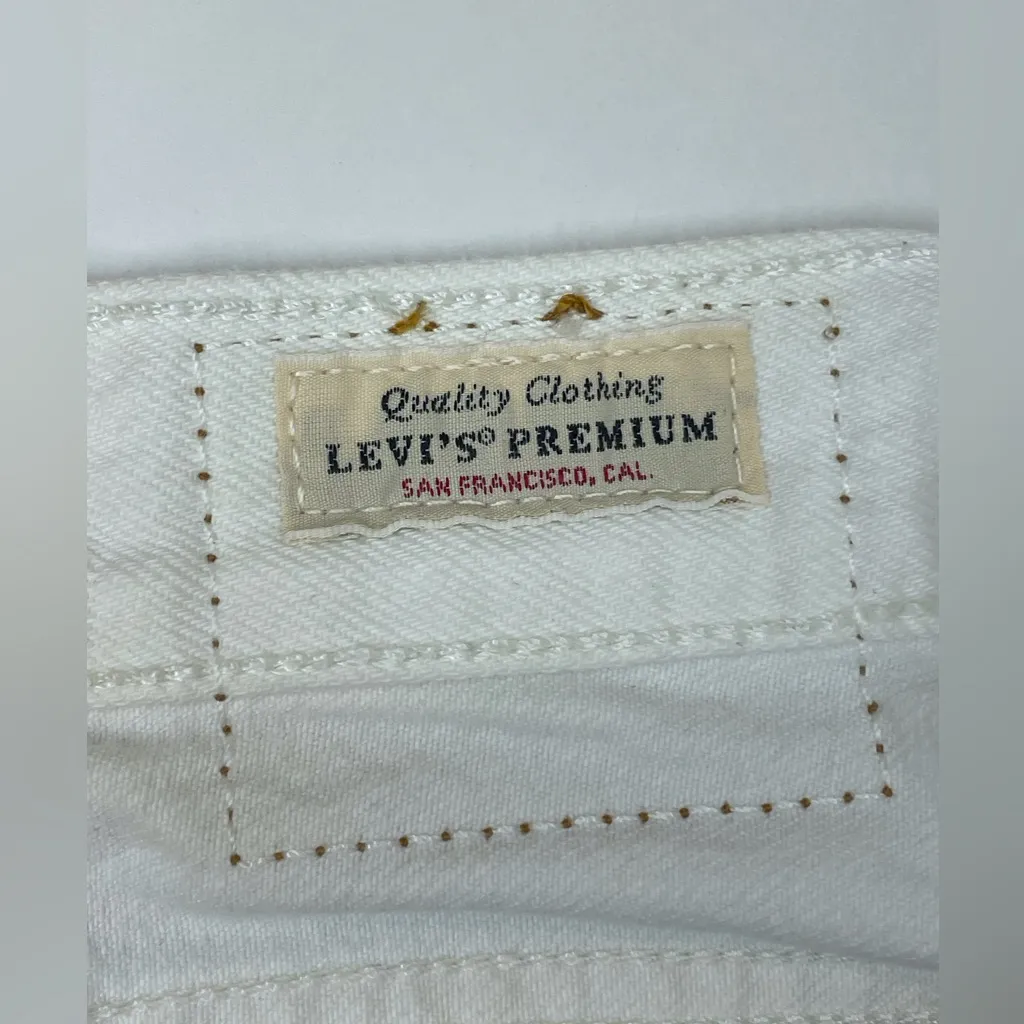 Quality Clothing
LEVI'S® PREMIUM
SAN FRANCISCO, CAL.